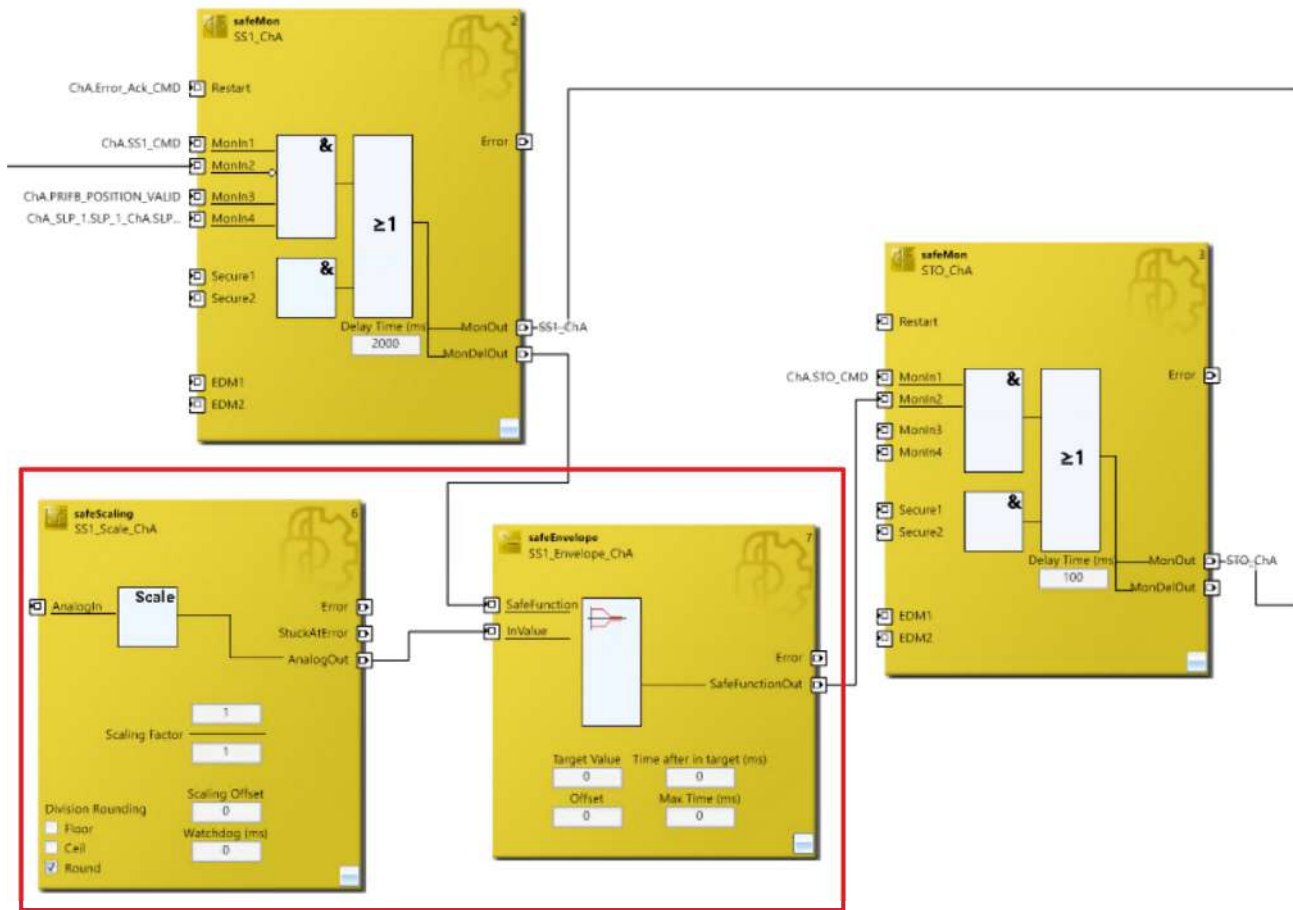 safeMon 2
SS1_ChA
ChA.Error_Ack_CMD Restart
ChA.SS1_CMD MonIn1 & Error
MonIn2
ChA.PRIFB_POSITION_VALID MonIn3
ChA_SLP_1.SLP_1_ChA.SLP... MonIn4
≥1
Secure1 &
Secure2
Delay Time (ms MonOut SS1_ChA
2000 MonDelOut
EDM1
EDM2
safeMon 3
STO_ChA
Restart
ChA.STO_CMD MonIn1 & Error
MonIn2
MonIn3
MonIn4
≥1
Secure1 &
Secure2
Delay Time (ms MonOut STO_ChA
100 MonDelOut
EDM1
EDM2
safeScaling 6
SS1_Scale_ChA
AnalogIn Scale Error
StuckAtError
AnalogOut
1
Scaling Factor
1
Scaling Offset
0
Division Rounding
Floor
Watchdog (ms)
Ceil
0
Round
safeEnvelope 7
SS1_Envelope_ChA
SafeFunction
InValue
Error
SafeFunctionOut
Target Value Time after in target (ms)
0 0
Offset Max Time (ms)
0 0